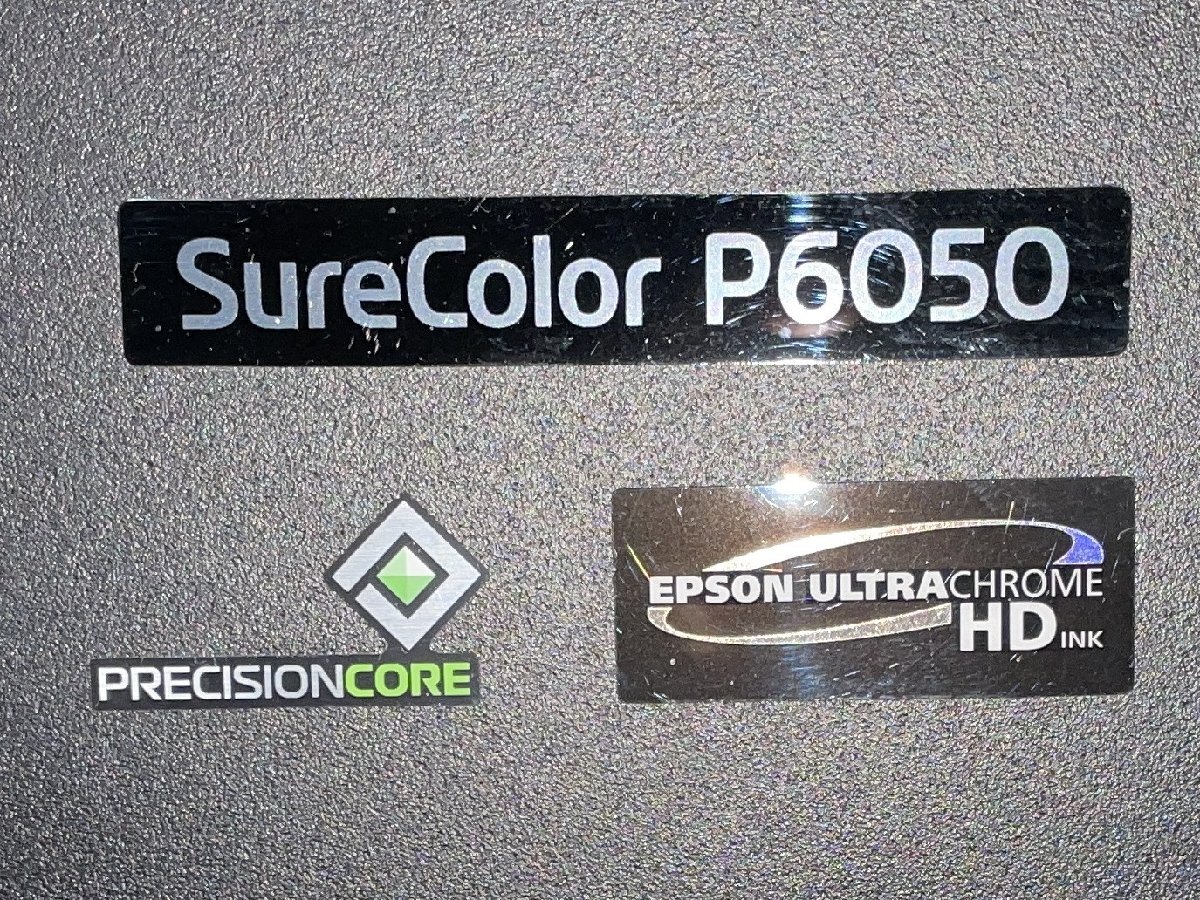 SureColor P6050
PRECISIONCORE
EPSON ULTRACHROME
HD INK